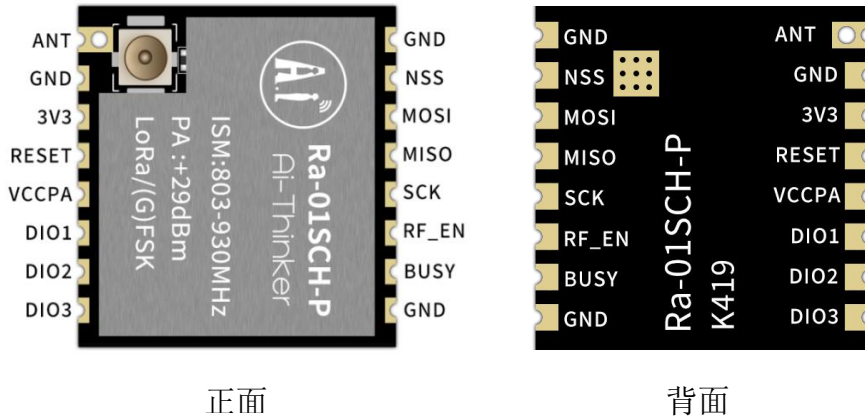 ANT
GND
3V3
RESET
VCCPA
DIO1
DIO2
DIO3
Ai
Ra-01SCH-P
Ai-Thinker
ISM:803-930MHz
PA :+29dBm
LoRa/(G)FSK
GND
NSS
MOSI
MISO
SCK
RF_EN
BUSY
GND
正面
GND
NSS
MOSI
MISO
SCK
RF_EN
BUSY
GND
Ra-01SCH-P
K419
ANT
GND
3V3
RESET
VCCPA
DIO1
DIO2
DIO3
背面